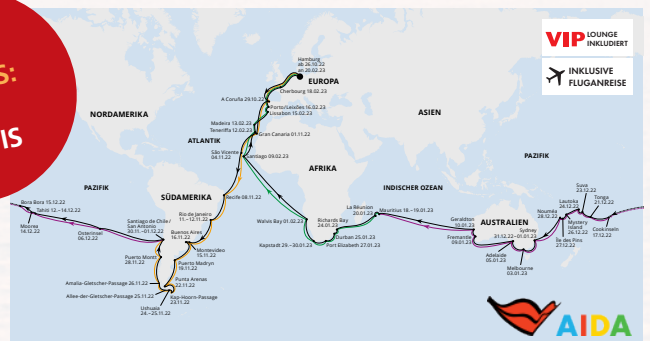 S:
IS
VIP LOUNGE
INKLUDIERT
INKLUSIVE
FLUGANREISE
Hamburg
ab 26.10.22
an 20.02.23
EUROPA
Cherbourg 18.02.23
A Coruña 29.10.22
Porto/Leixões 16.02.23
Lissabon 15.02.23
Madeira 13.02.23
Teneriffa 12.02.23
Gran Canaria 01.11.22
NORDAMERIKA
ASIEN
ATLANTIK
São Vicente
04.11.22
Santiago 09.02.23
AFRIKA
PAZIFIK
PAZIFIK
INDISCHER OZEAN
SÜDAMERIKA
Recife 08.11.22
Bora Bora 15.12.22
Tahiti 12. – 14.12.22
Moorea
14.12.22
Osterinsel
06.12.22
Santiago de Chile /
San Antonio
30.11.–01.12.22
Rio de Janeiro
11. – 12.11.22
Buenos Aires
16.11.22
Montevideo
15.11.22
Puerto Montt
28.11.22
Puerto Madryn
19.11.22
Punta Arenas
22.11.22
Amalia-Gletscher-Passage 26.11.22
Allee-der-Gletscher-Passage 25.11.22
Kap-Hoorn-Passage
23.11.22
Ushuaia
24. – 25.11.22
Walvis Bay 01.02.23
Kapstadt 29. – 30.01.23
Richards Bay
24.01.23
Durban 25.01.23
Port Elizabeth 27.01.23
La Réunion
20.01.23
Mauritius 18. – 19.01.23
Geraldton
10.01.23
Fremantle
09.01.23
AUSTRALIEN
Sydney
31.12.22 – 01.01.23
Adelaide
05.01.23
Melbourne
03.01.23
Nouméa
28.12.22
Lautoka
24.12.22
Suva
23.12.22
Tonga
21.12.22
Mystery
Island
26.12.22
Île des Pins
27.12.22
Cookinseln
17.12.22
AIDA